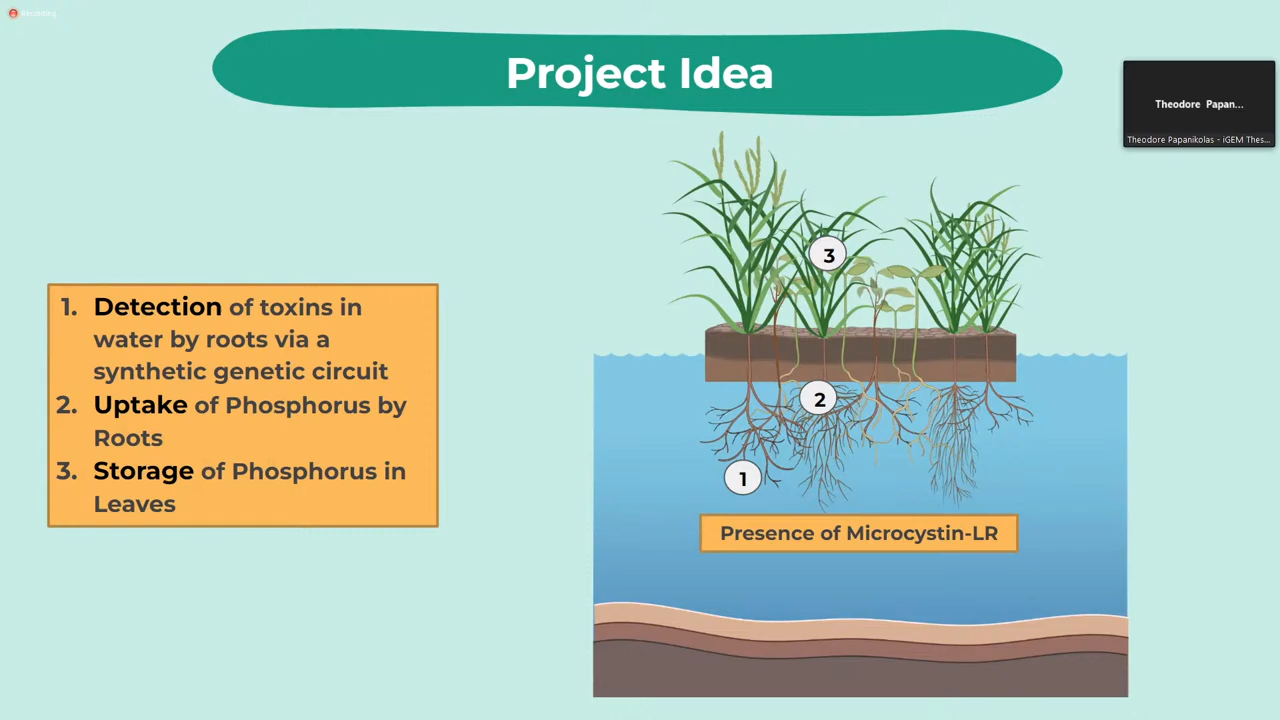 Recording
Project Idea
Theodore Papan...
Theodore Papanikolas - iGEM Thes...
1. Detection of toxins in
water by roots via a
synthetic genetic circuit
2. Uptake of Phosphorus by
Roots
3. Storage of Phosphorus in
Leaves
3
2
1
Presence of Microcystin-LR